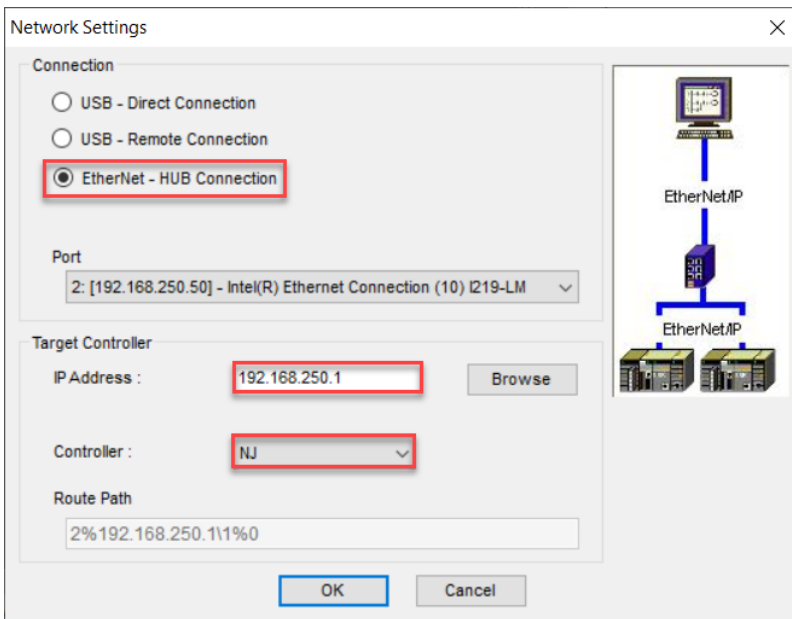 Network Settings
Connection
USB - Direct Connection
USB - Remote Connection
EtherNet - HUB Connection
Port
2: [192.168.250.50] - Intel(R) Ethernet Connection (10) I219-LM
Target Controller
IP Address :
192.168.250.1
Browse
Controller :
NJ
Route Path
2%192.168.250.1\1%0
OK
Cancel
EtherNet/IP
EtherNet/IP